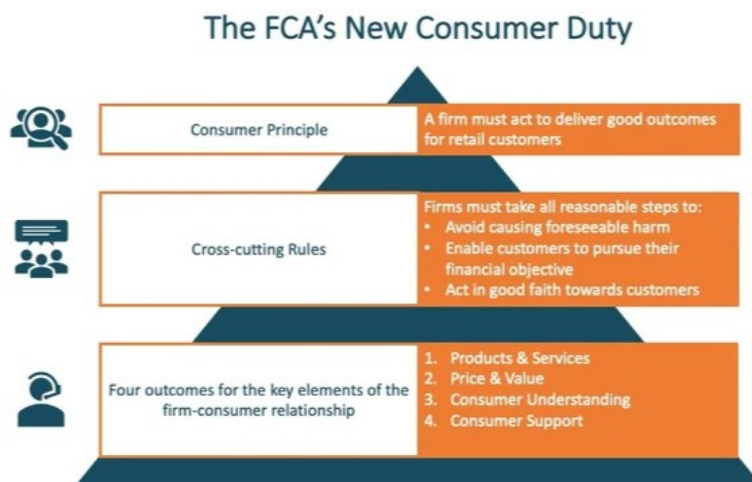 The FCA's New Consumer Duty
Consumer Principle
A firm must act to deliver good outcomes
for retail customers
Cross-cutting Rules
Firms must take all reasonable steps to:
• Avoid causing foreseeable harm
• Enable customers to pursue their
financial objective
• Act in good faith towards customers
Four outcomes for the key elements of the
firm-consumer relationship
1. Products & Services
2. Price & Value
3. Consumer Understanding
4. Consumer Support